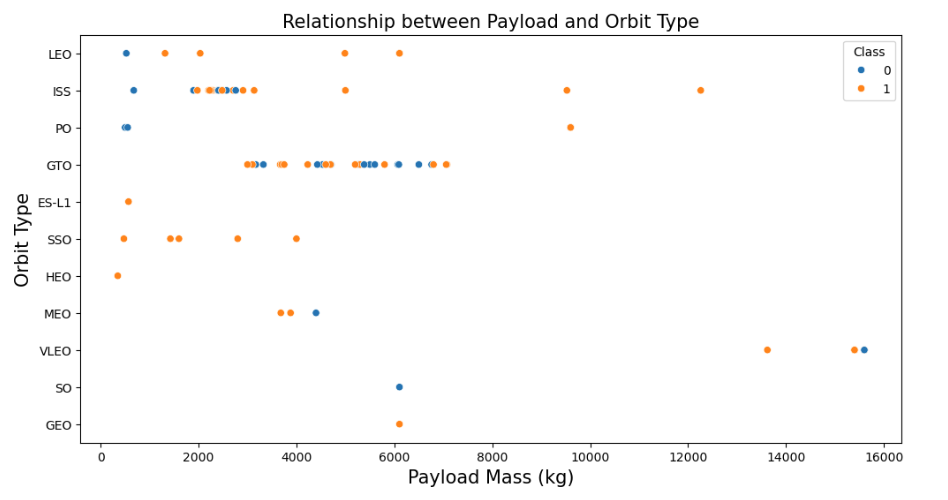 Relationship between Payload and Orbit Type
Class
0
1
Orbit Type
LEO
ISS
PO
GTO
ES-L1
SSO
HEO
MEO
VLEO
SO
GEO
0 2000 4000 6000 8000 10000 12000 14000 16000
Payload Mass (kg)